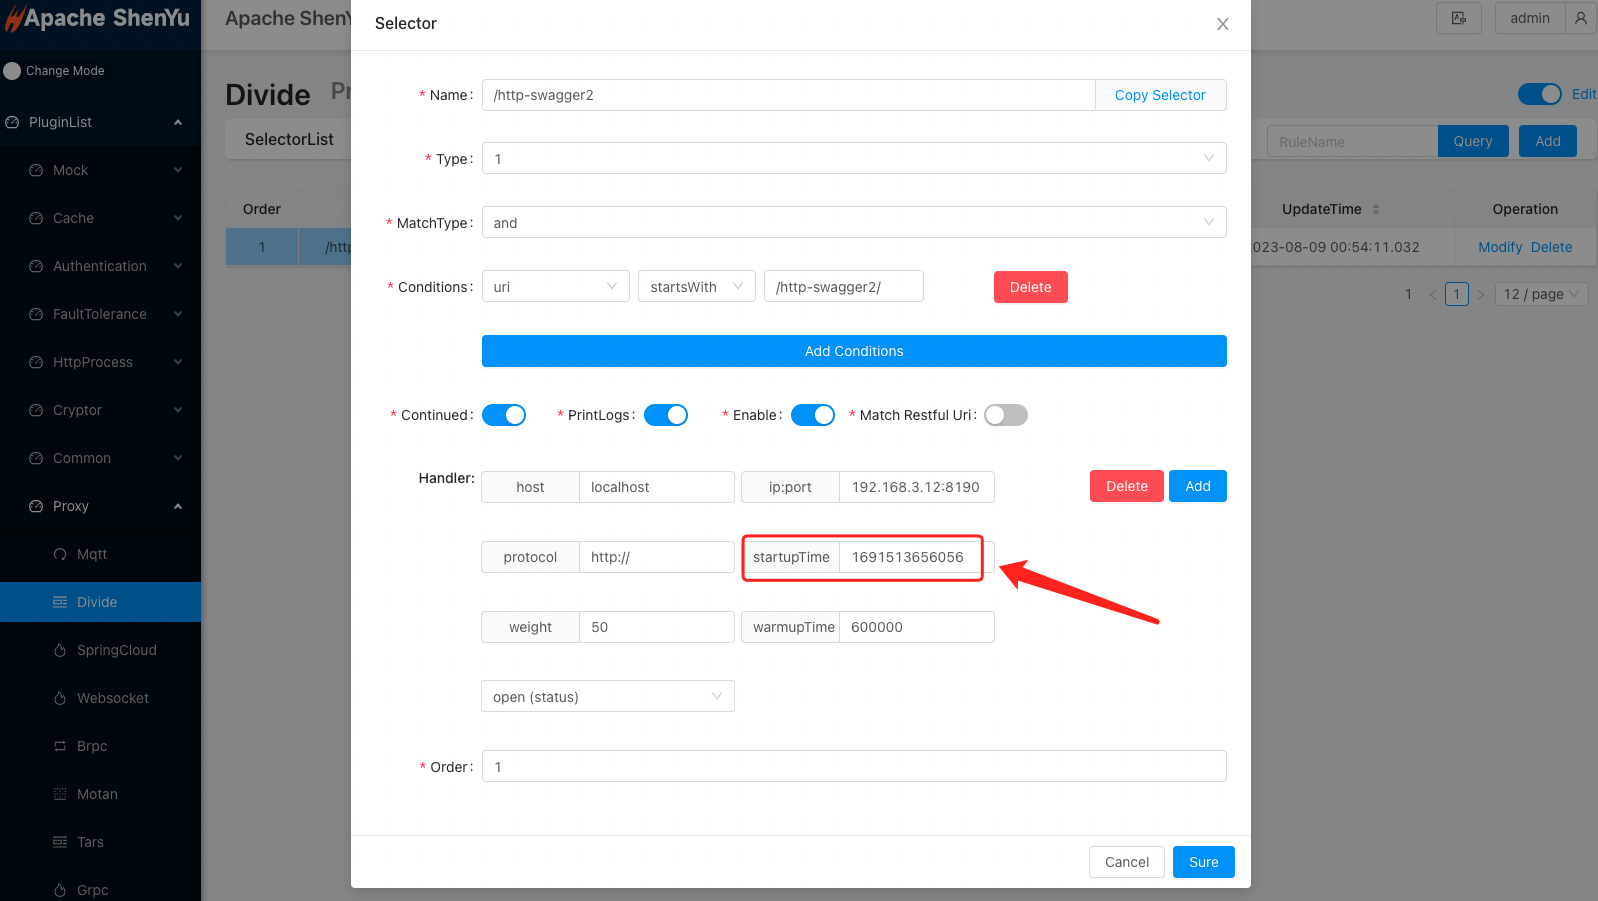 Apache ShenYu
Change Mode
PluginList
Mock
Cache
Authentication
FaultTolerance
HttpProcess
Cryptor
Common
Proxy
Mqtt
Divide
SpringCloud
Websocket
Brpc
Motan
Tars
Grpc
Apache ShenY
admin
Divide Pr
Edit
SelectorList
RuleName
Query
Add
Order
UpdateTime
Operation
1
/http
023-08-09 00:54:11.032
Modify Delete
1 < 1 > 12 / page
Selector
* Name: /http-swagger2 Copy Selector
* Type: 1
* MatchType: and
* Conditions: uri startsWith /http-swagger2/ Delete
Add Conditions
* Continued: * PrintLogs: * Enable: * Match Restful Uri:
Handler: host localhost ip:port 192.168.3.12:8190 Delete Add
protocol http:// startupTime 1691513656056
weight 50 warmupTime 600000
open (status)
* Order: 1
Cancel Sure